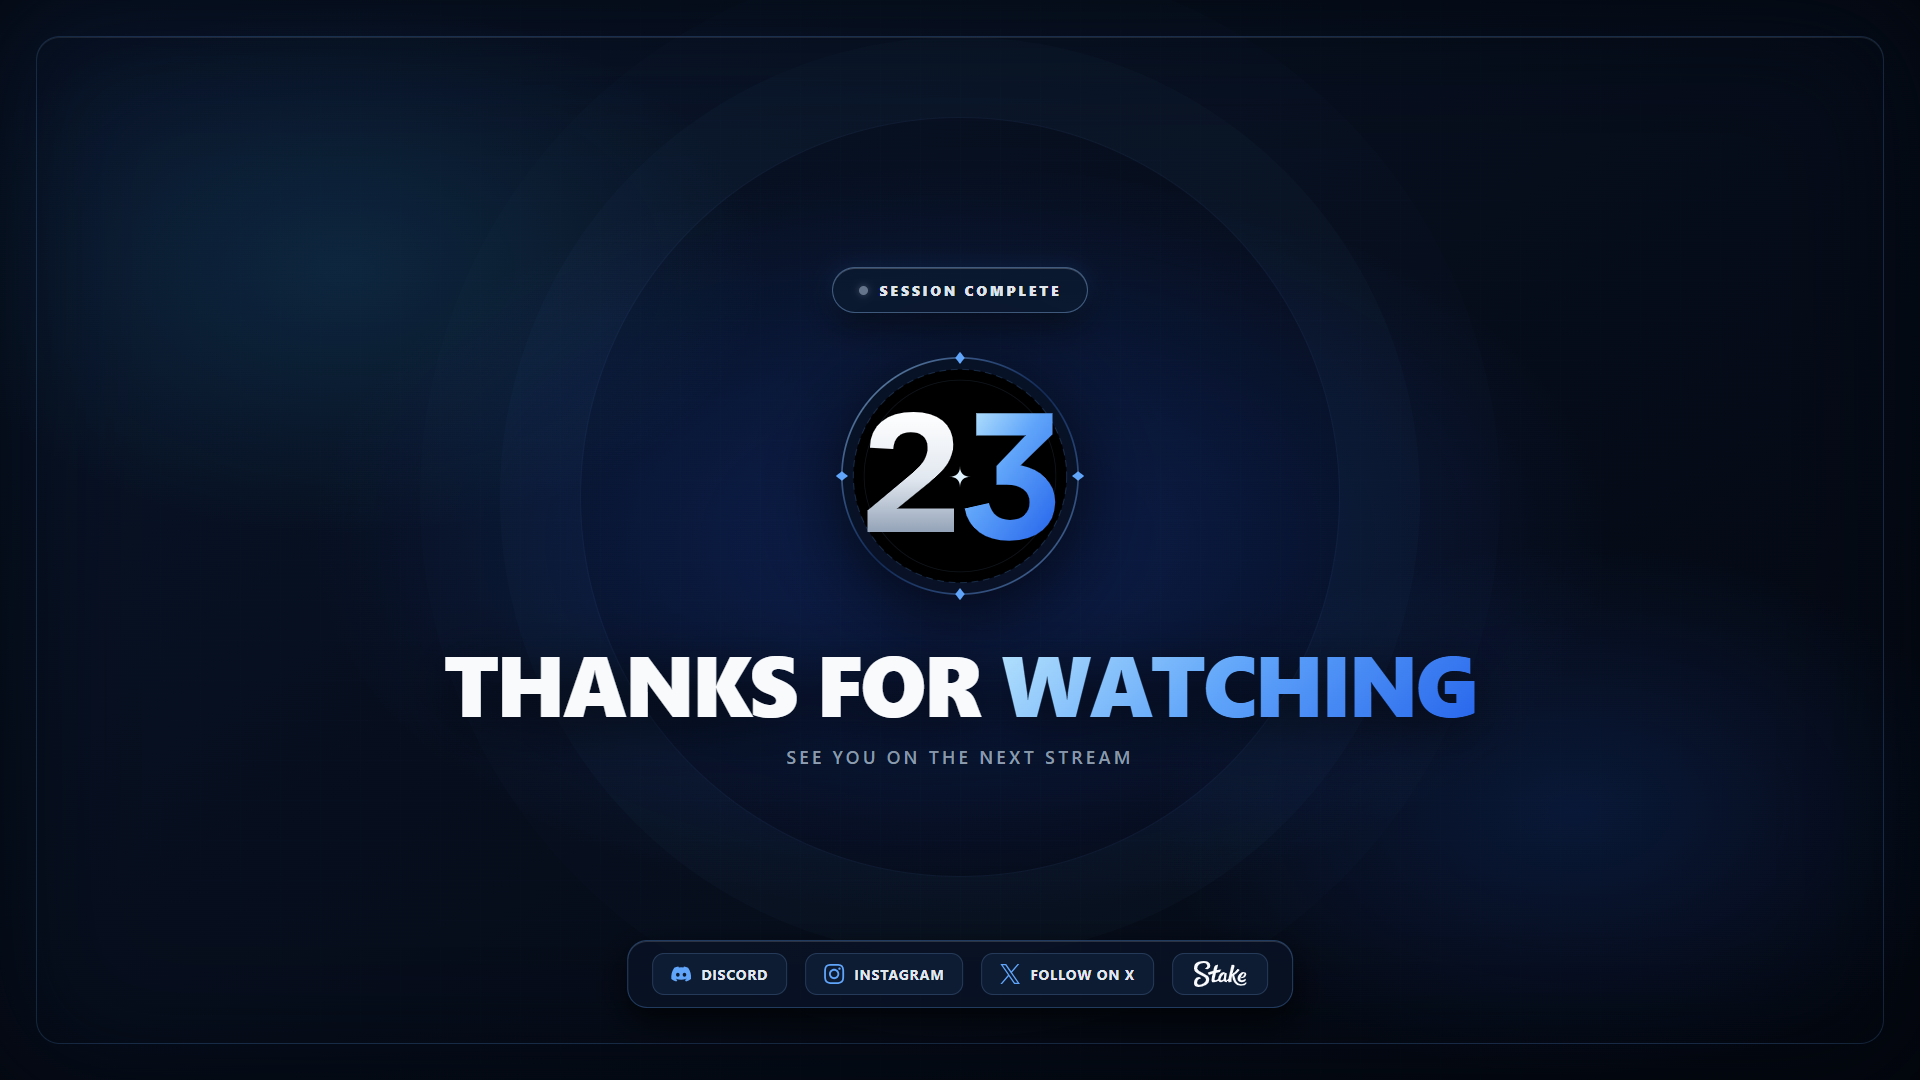 SESSION COMPLETE
23
THANKS FOR WATCHING
SEE YOU ON THE NEXT STREAM
DISCORD INSTAGRAM FOLLOW ON X Stake